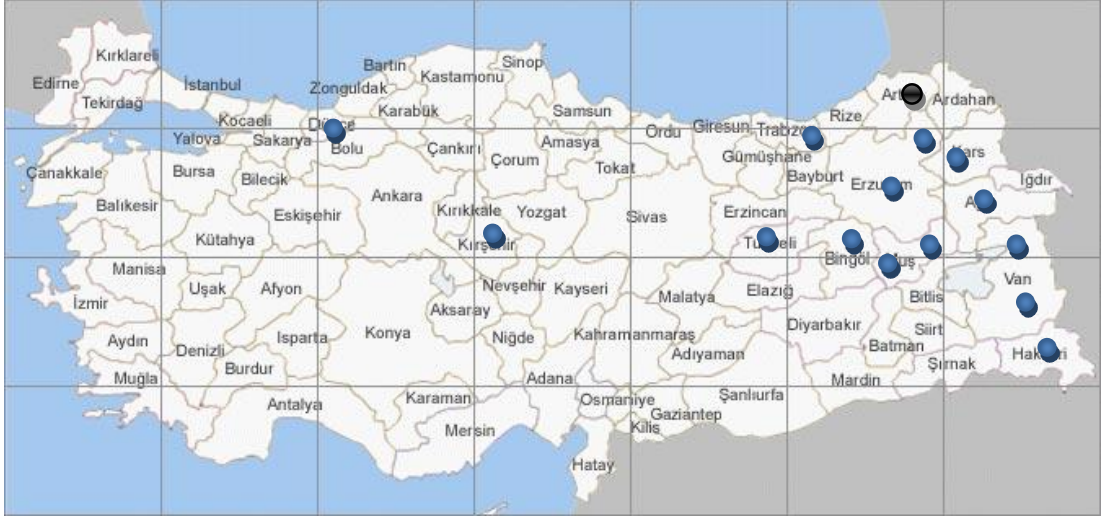 Kırklareli
Edirne
Tekirdağ
İstanbul
Kocaeli
Yalova
Sakarya
Zonguldak
Bartın
Kastamonu
Sinop
Karabük
Samsun
Bolu
Çankırı
Çorum
Amasya
Tokat
Ordu
Giresun
Rize
Ardahan
Gümüşhane
Bayburt
Iğdır
Çanakkale
Bursa
Bilecik
Balıkesir
Eskişehir
Ankara
Kırıkkale
Yozgat
Sivas
Erzincan
Kütahya
Bingöl
Manisa
Uşak
Afyon
Nevşehir
Kayseri
Malatya
Elazığ
Bitlis
Van
İzmir
Aksaray
Aydın
Denizli
Isparta
Konya
Niğde
Kahramanmaraş
Adıyaman
Diyarbakır
Batman
Siirt
Şırnak
Burdur
Muğla
Antalya
Karaman
Mersin
Adana
Osmaniye
Gaziantep
Kilis
Şanlıurfa
Mardin
Hatay